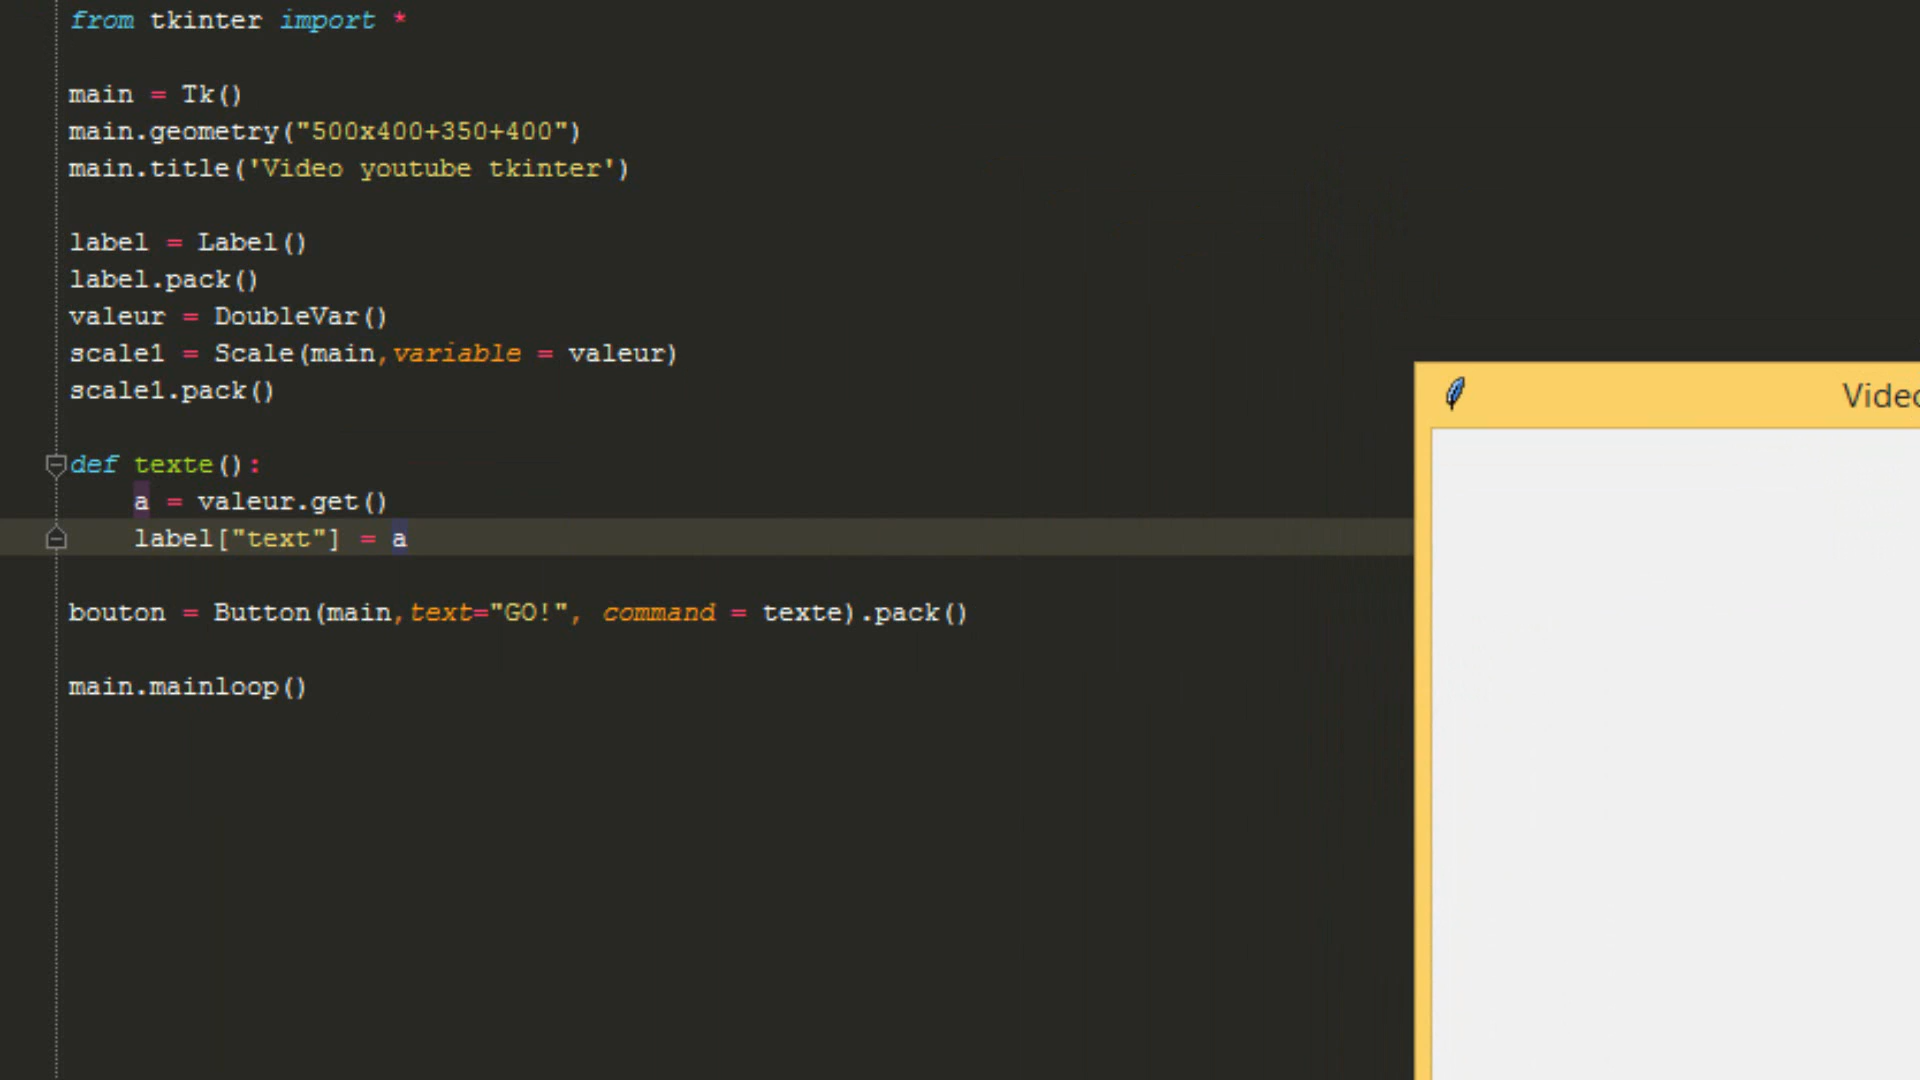 from tkinter import *
main = Tk()
main.geometry("500x400+350+400")
main.title('Video youtube tkinter')
label = Label()
label.pack()
valeur = DoubleVar()
scale1 = Scale(main,variable = valeur)
scale1.pack()
def texte():
a = valeur.get()
label["text"] = a
bouton = Button(main,text="GO!", command = texte).pack()
main.mainloop()
Video